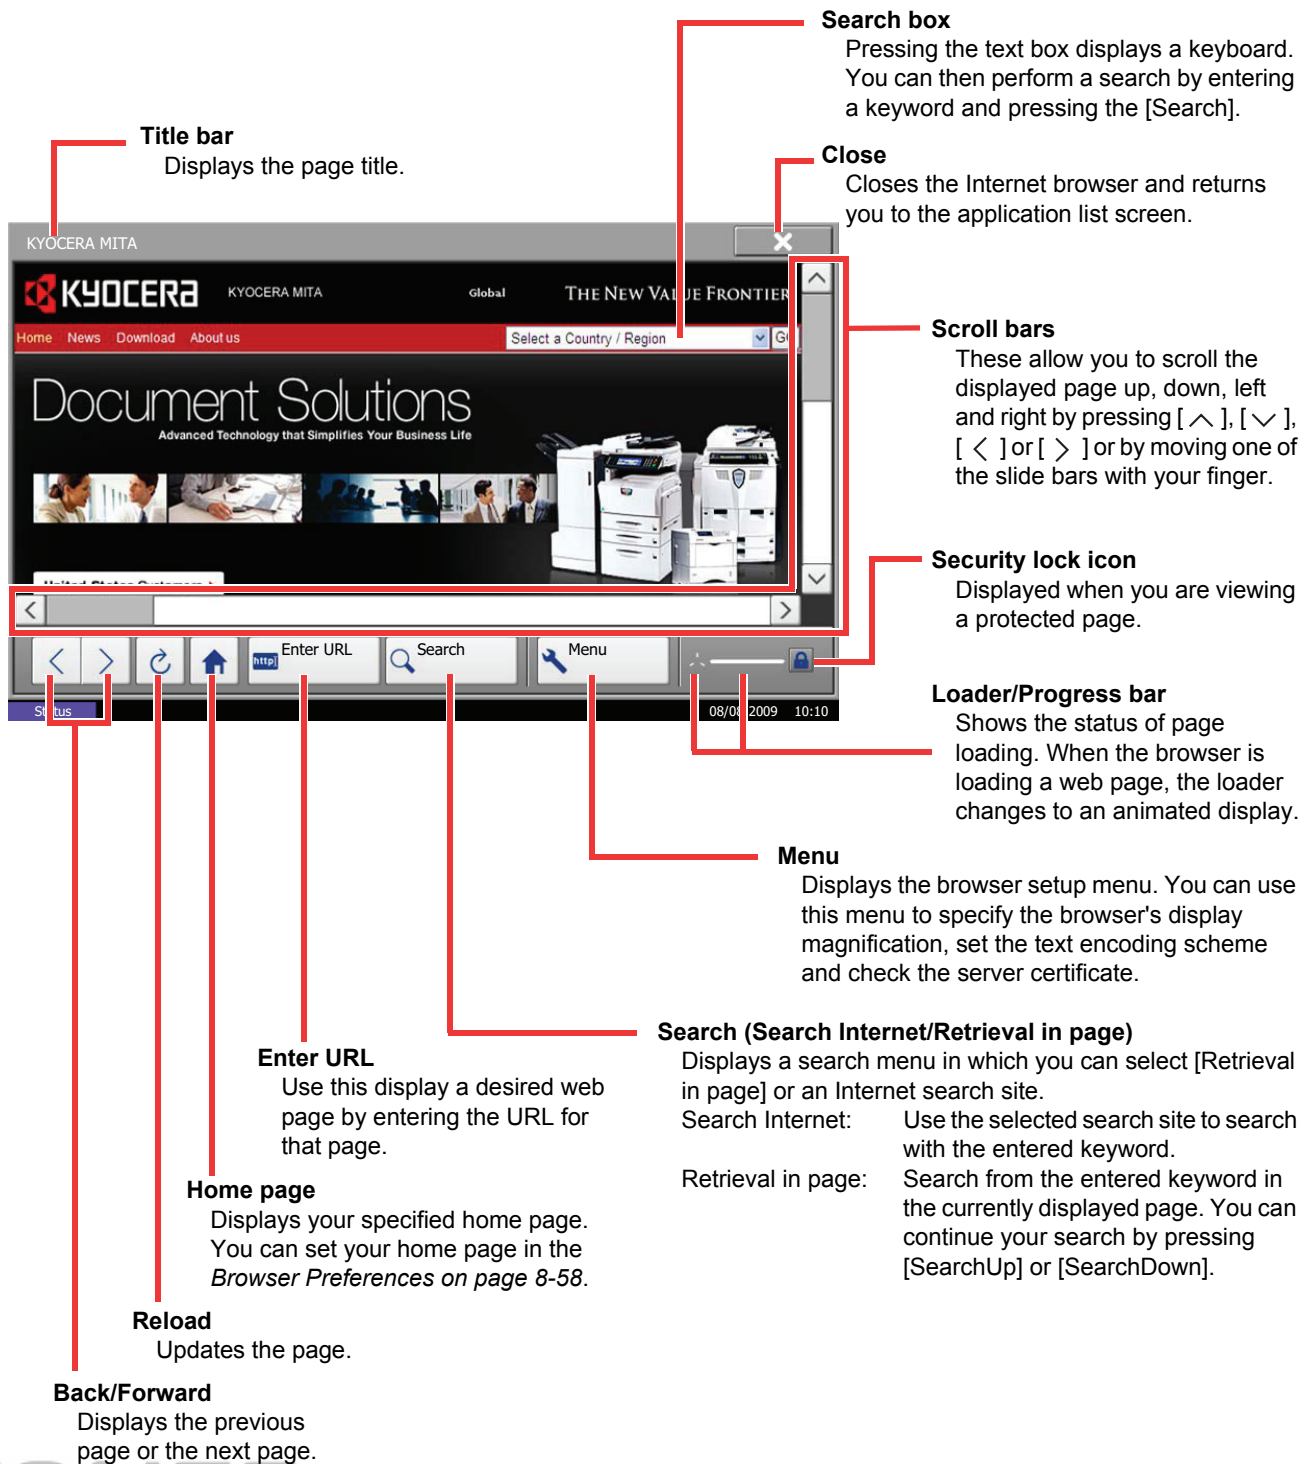 Search box
Pressing the text box displays a keyboard.
You can then perform a search by entering
a keyword and pressing the [Search].
Title bar
Displays the page title.
Close
Closes the Internet browser and returns
you to the application list screen.
KYOCERA MITA
KYOCERA
KYOCERA MITA
Global
THE NEW VALUE FRONTIER
Home News Download About us
Select a Country / Region
Document Solutions
Advanced Technology that Simplifies Your Business Life
Scroll bars
These allow you to scroll the
displayed page up, down, left
and right by pressing [ ︿ ], [ ﹀ ],
[ 〈 ] or [ 〉 ] or by moving one of
the slide bars with your finger.
Security lock icon
Displayed when you are viewing
a protected page.
http Enter URL
Search
Menu
Status
08/08/2009 10:10
Loader/Progress bar
Shows the status of page
loading. When the browser is
loading a web page, the loader
changes to an animated display.
Menu
Displays the browser setup menu. You can use
this menu to specify the browser's display
magnification, set the text encoding scheme
and check the server certificate.
Search (Search Internet/Retrieval in page)
Displays a search menu in which you can select [Retrieval
in page] or an Internet search site.
Search Internet: Use the selected search site to search
with the entered keyword.
Retrieval in page: Search from the entered keyword in
the currently displayed page. You can
continue your search by pressing
[SearchUp] or [SearchDown].
Enter URL
Use this display a desired web
page by entering the URL for
that page.
Home page
Displays your specified home page.
You can set your home page in the
Browser Preferences on page 8-58.
Reload
Updates the page.
Back/Forward
Displays the previous
page or the next page.